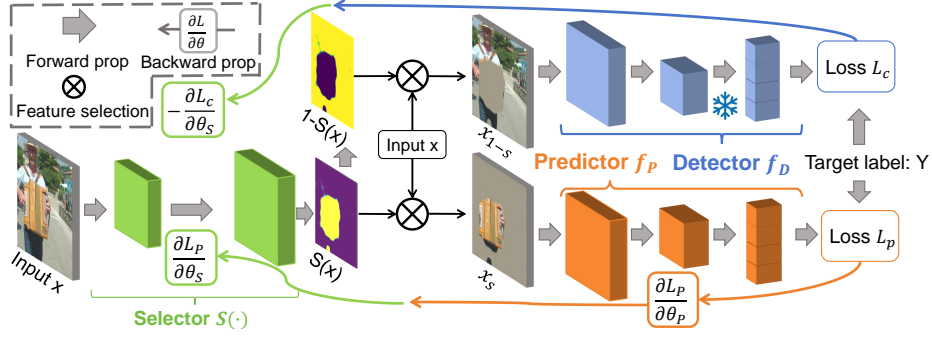 ∂L/∂θ
Forward prop
Backward prop
Feature selection
-∂L_c/∂θ_S
1-S(x)
Input x
x_{1-s}
Loss L_c
Predictor f_P
Detector f_D
Target label: Y
Input x
∂L_P/∂θ_S
S(x)
x_s
Loss L_p
∂L_P/∂θ_P
Selector S(·)